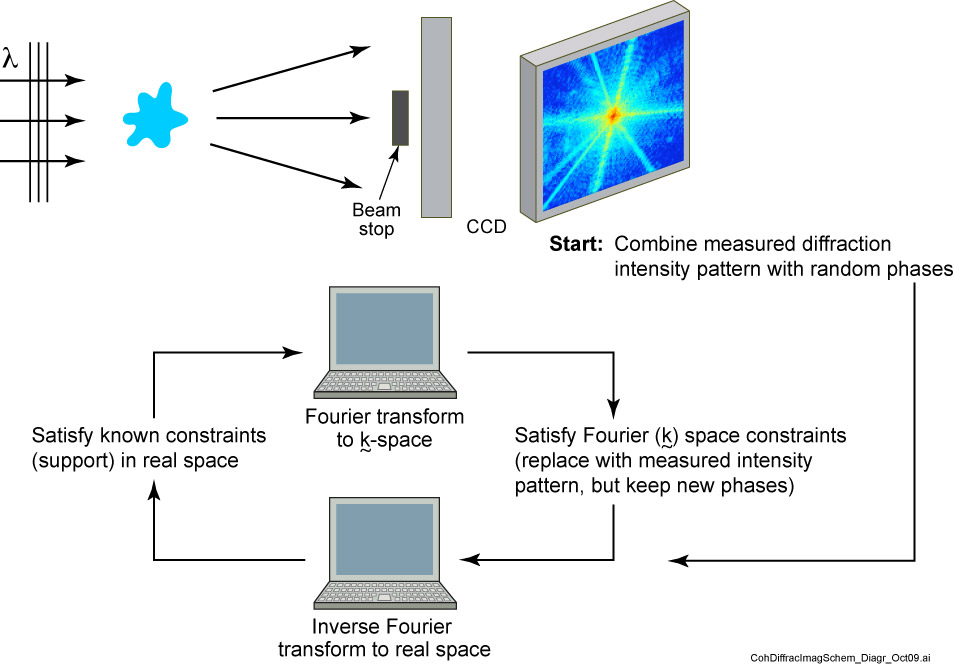 λ
Beam
stop
CCD
Start: Combine measured diffraction
intensity pattern with random phases
Fourier transform
to k̰-space
Satisfy known constraints
(support) in real space
Satisfy Fourier (k̰) space constraints
(replace with measured intensity
pattern, but keep new phases)
Inverse Fourier
transform to real space
CohDiffracImagSchem_Diagr_Oct09.ai